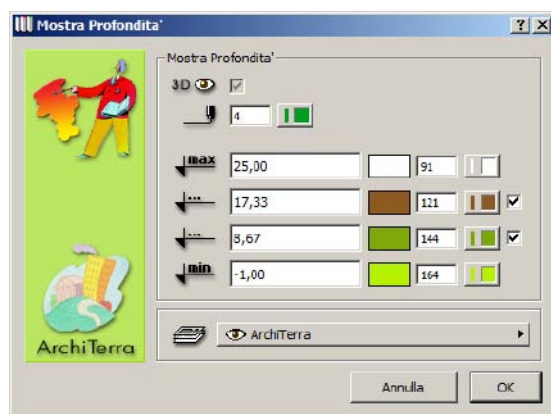 Mostra Profondita'
Mostra Profondita'
3D
4
max 25,00 91
... 17,33 121
... 8,67 144
min -1,00 164
ArchiTerra
ArchiTerra
Annulla OK